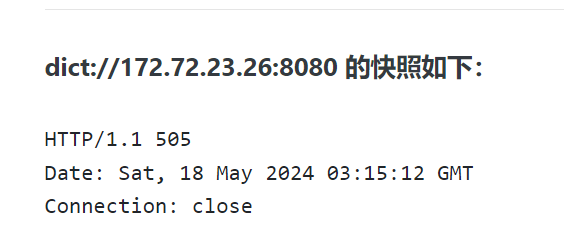 dict://172.72.23.26:8080 的快照如下：
HTTP/1.1 505
Date: Sat, 18 May 2024 03:15:12 GMT
Connection: close